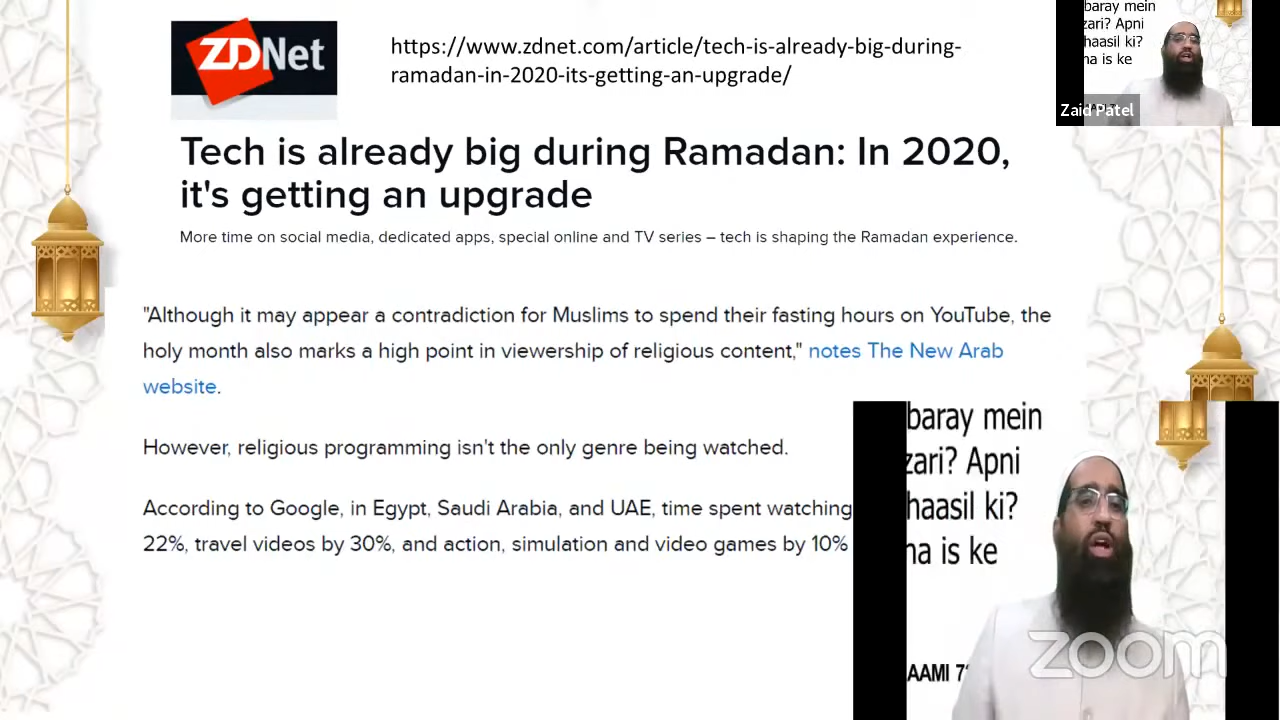 ZDNet
https://www.zdnet.com/article/tech-is-already-big-during-
ramadan-in-2020-its-getting-an-upgrade/
baray mein
zari? Apni
haasil ki?
na is ke
Zaid Patel
Tech is already big during Ramadan: In 2020,
it's getting an upgrade
More time on social media, dedicated apps, special online and TV series – tech is shaping the Ramadan experience.
"Although it may appear a contradiction for Muslims to spend their fasting hours on YouTube, the
holy month also marks a high point in viewership of religious content," notes The New Arab
website.
However, religious programming isn't the only genre being watched.
According to Google, in Egypt, Saudi Arabia, and UAE, time spent watching
22%, travel videos by 30%, and action, simulation and video games by 10%
baray mein
zari? Apni
haasil ki?
na is ke
AAMI
zoom